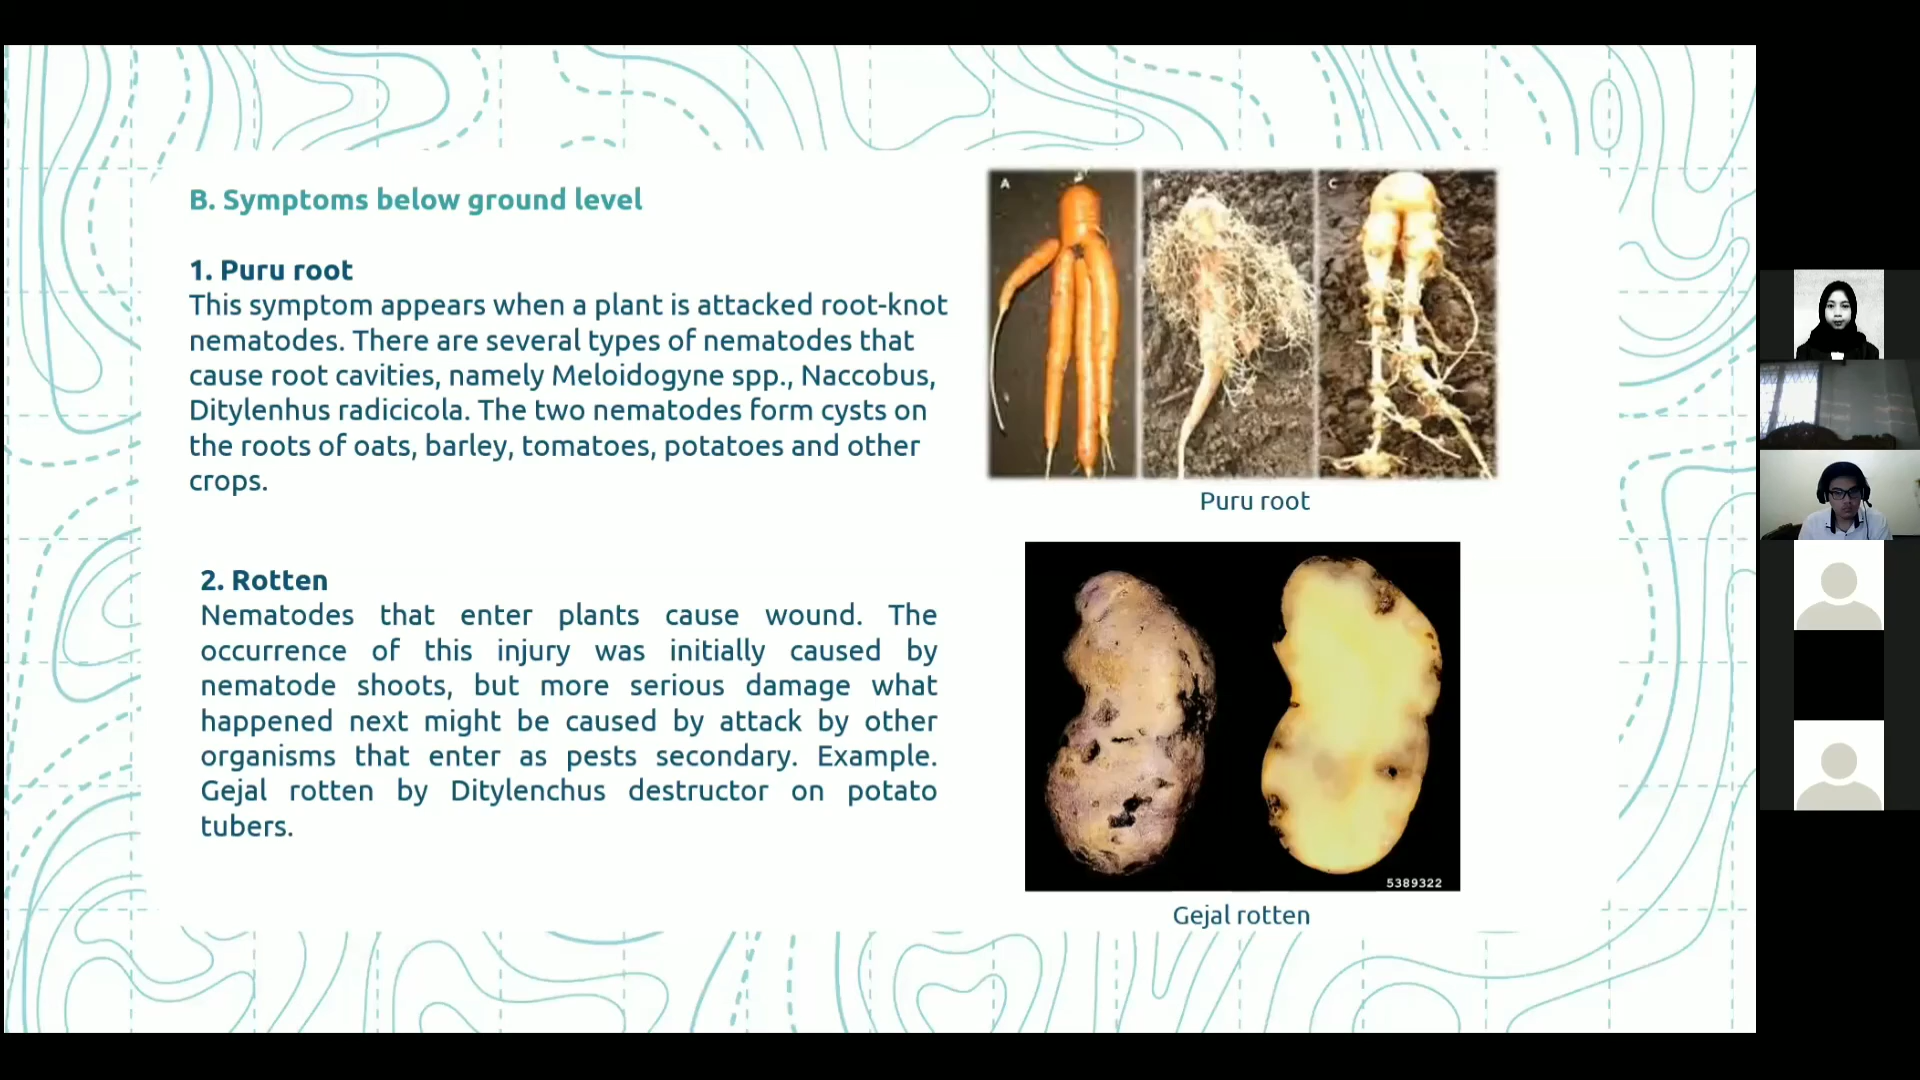 B. Symptoms below ground level
1. Puru root
This symptom appears when a plant is attacked root-knot
nematodes. There are several types of nematodes that
cause root cavities, namely Meloidogyne spp., Naccobus,
Ditylenhus radicicola. The two nematodes form cysts on
the roots of oats, barley, tomatoes, potatoes and other
crops.
A
B
C
Puru root
2. Rotten
Nematodes that enter plants cause wound. The
occurrence of this injury was initially caused by
nematode shoots, but more serious damage what
happened next might be caused by attack by other
organisms that enter as pests secondary. Example.
Gejal rotten by Ditylenchus destructor on potato
tubers.
5389322
Gejal rotten